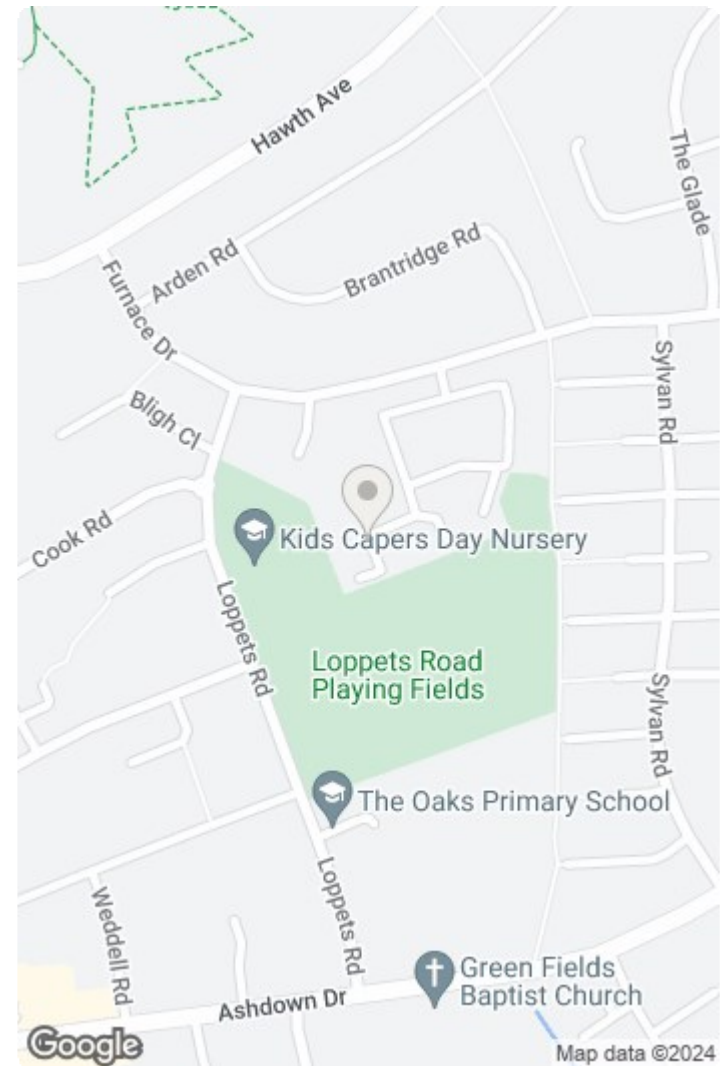 Hawth Ave
The Glade
Arden Rd
Brantridge Rd
Furnace Dr
Sylvan Rd
Bligh Cl
Cook Rd
Kids Capers Day Nursery
Loppets Rd
Loppets Road
Playing Fields
Sylvan Rd
The Oaks Primary School
Loppets Rd
Weddell Rd
Green Fields
Baptist Church
Ashdown Dr
Google
Map data ©2024